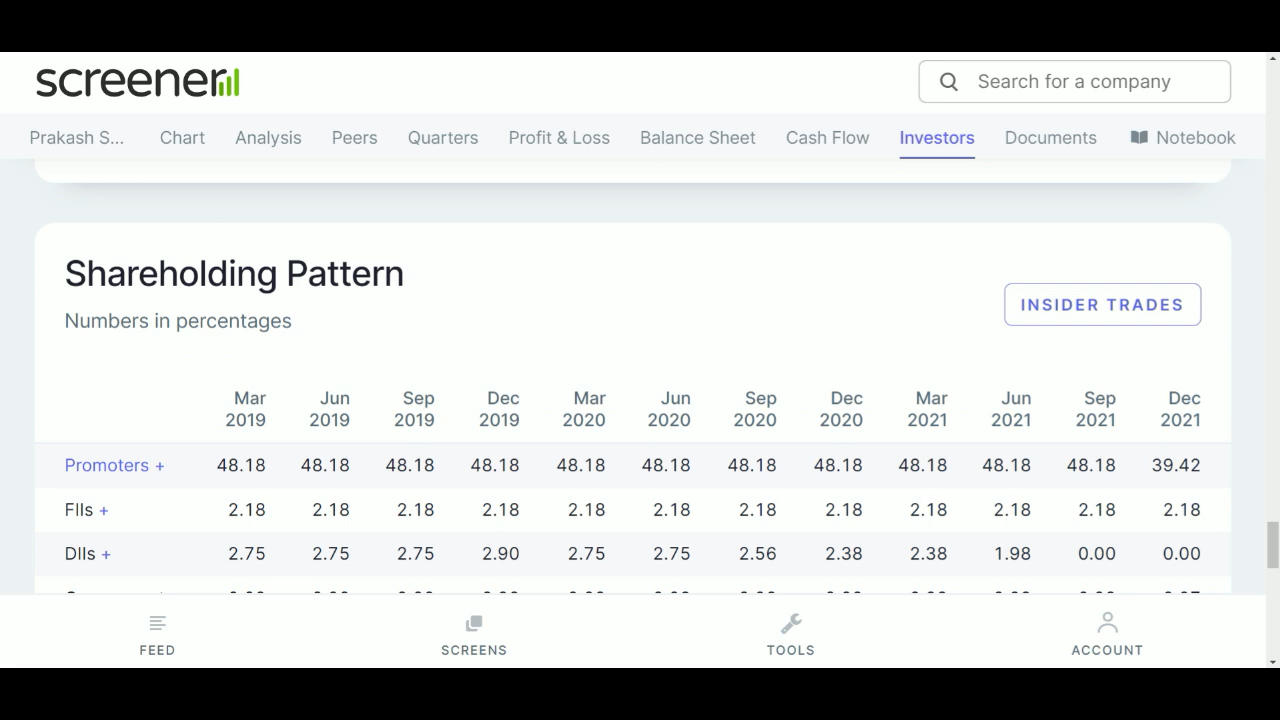 screener
Search for a company
Prakash S... Chart Analysis Peers Quarters Profit & Loss Balance Sheet Cash Flow Investors Documents Notebook
Shareholding Pattern
Numbers in percentages
INSIDER TRADES
Mar Jun Sep Dec Mar Jun Sep Dec Mar Jun Sep Dec
2019 2019 2019 2019 2020 2020 2020 2020 2021 2021 2021 2021
Promoters + 48.18 48.18 48.18 48.18 48.18 48.18 48.18 48.18 48.18 48.18 48.18 39.42
FIIs + 2.18 2.18 2.18 2.18 2.18 2.18 2.18 2.18 2.18 2.18 2.18 2.18
DIIs + 2.75 2.75 2.75 2.90 2.75 2.75 2.56 2.38 2.38 1.98 0.00 0.00
FEED SCREENS TOOLS ACCOUNT